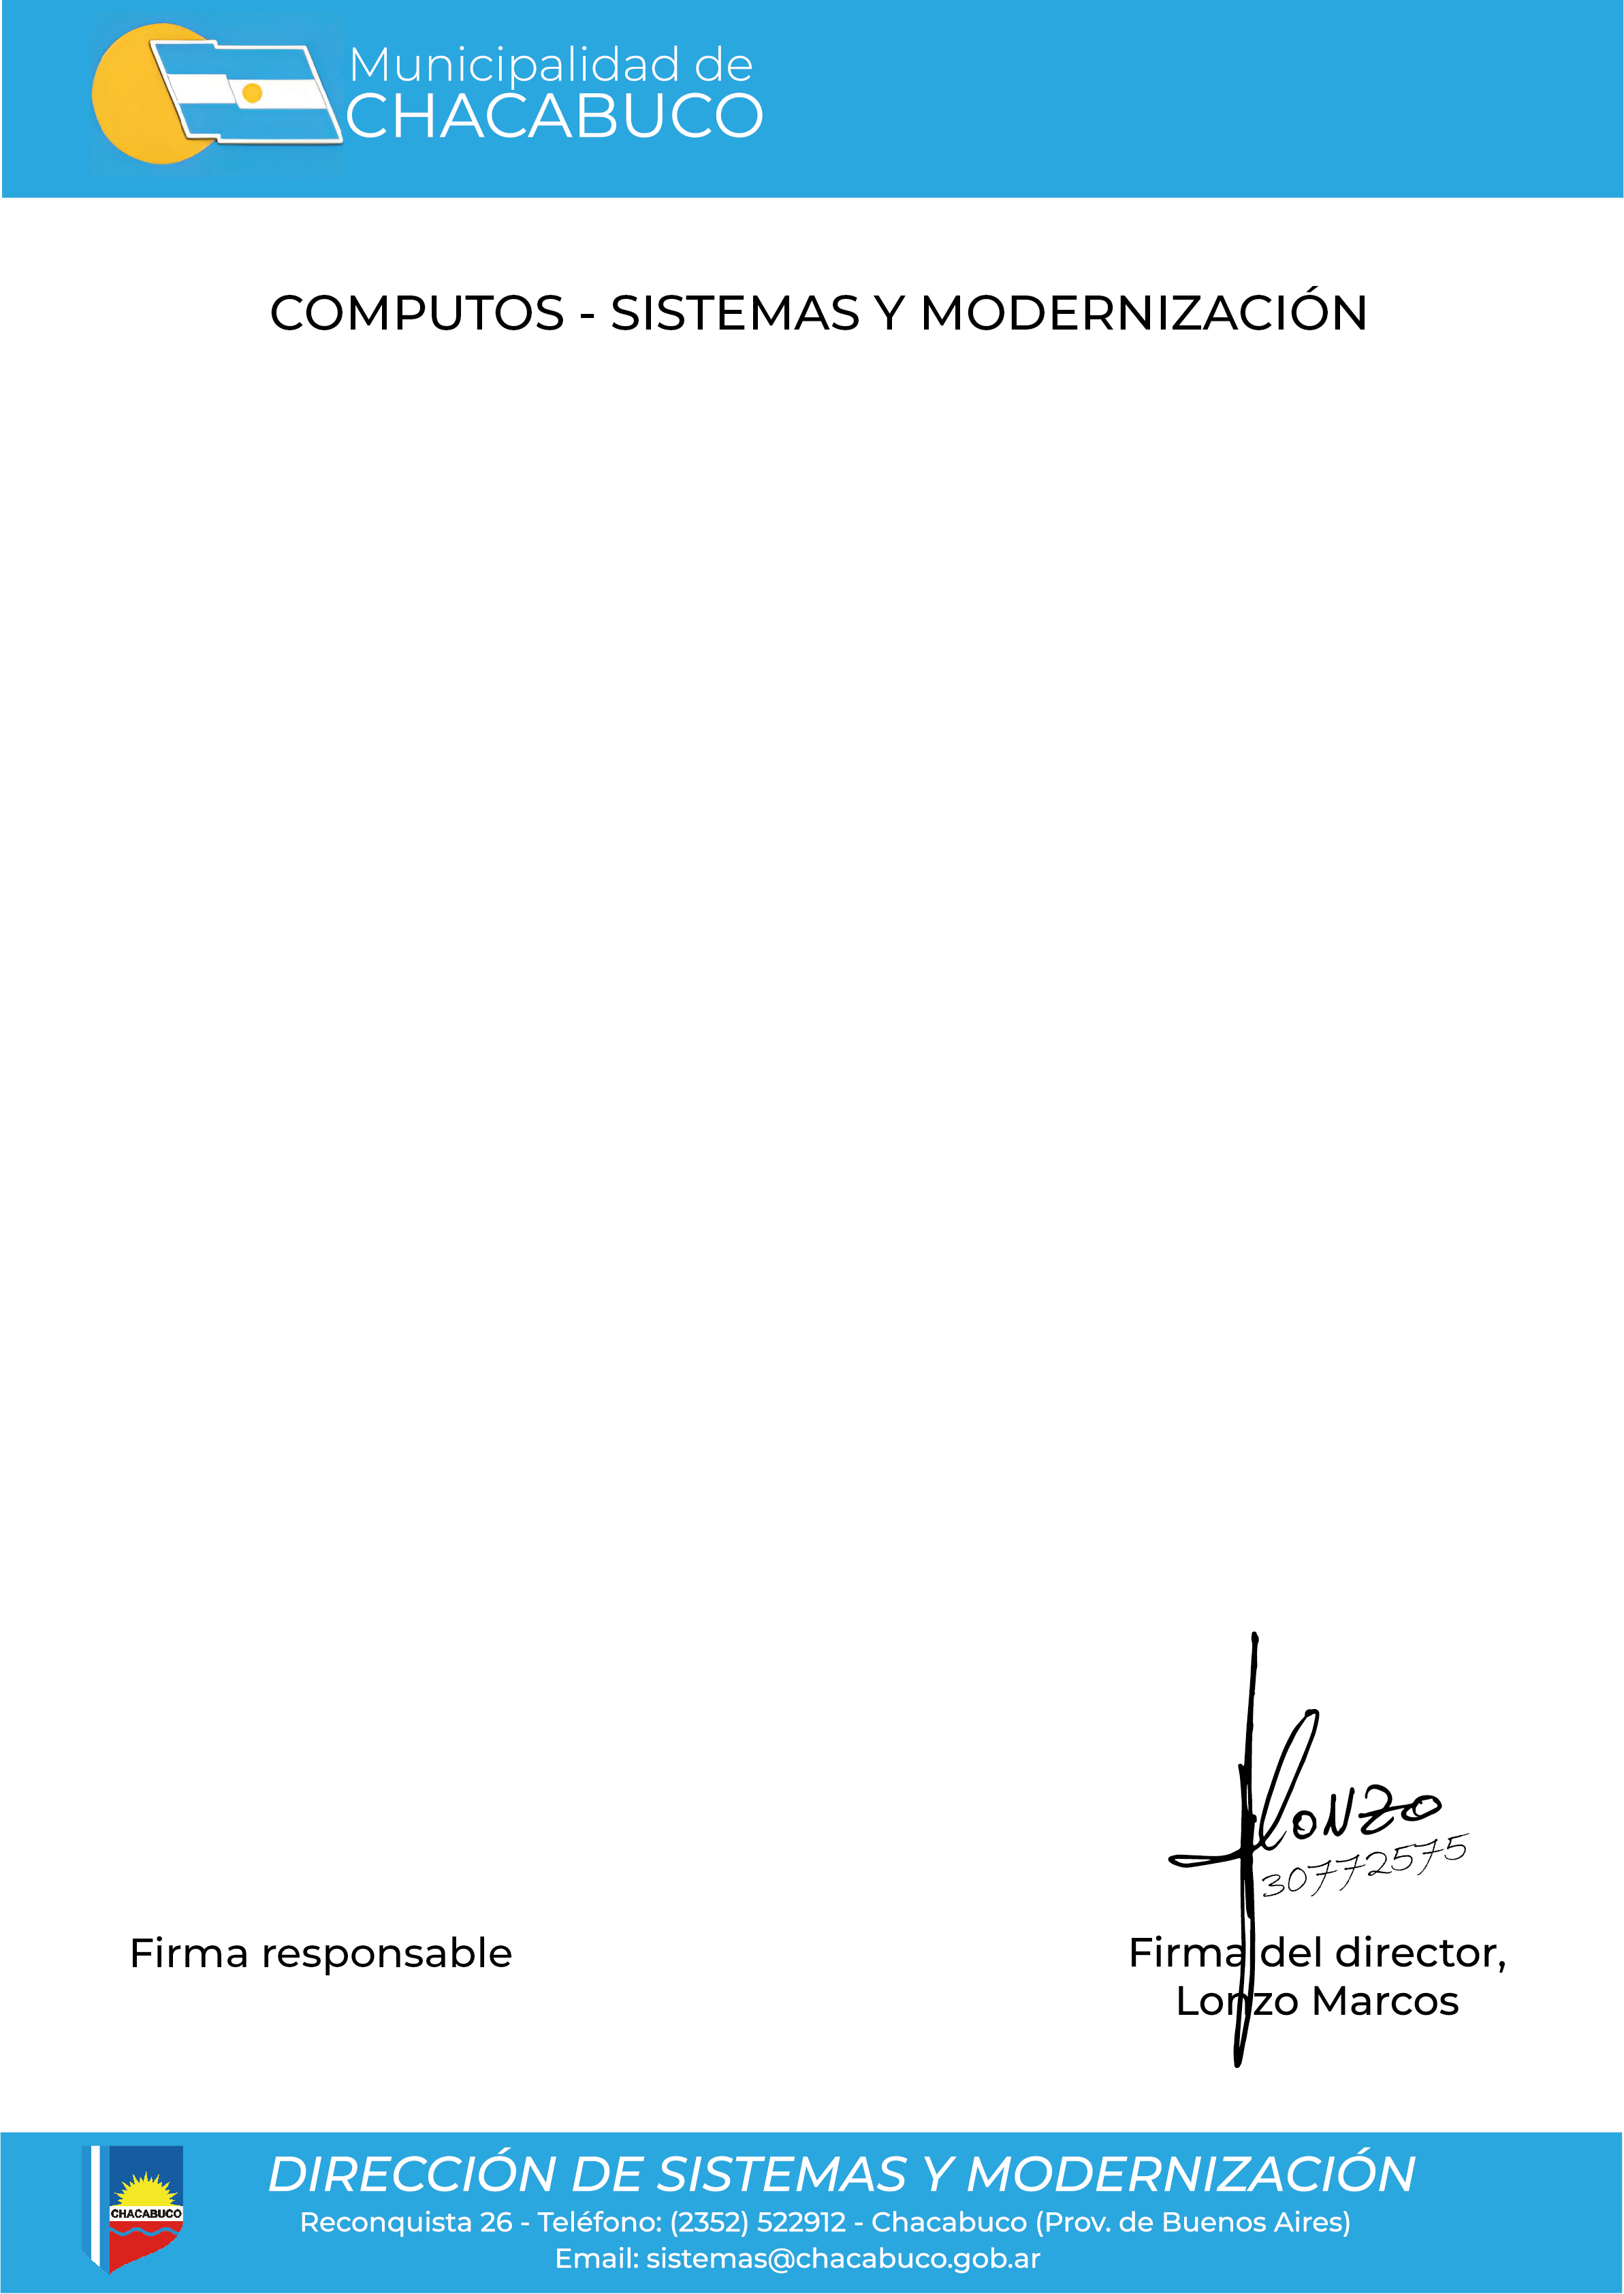 Municipalidad de
CHACABUCO
COMPUTOS - SISTEMAS Y MODERNIZACIÓN
lonzo
30772575
Firma responsable
Firma del director,
Lonzo Marcos
CHACABUCO
DIRECCIÓN DE SISTEMAS Y MODERNIZACIÓN
Reconquista 26 - Teléfono: (2352) 522912 - Chacabuco (Prov. de Buenos Aires)
Email: sistemas@chacabuco.gob.ar